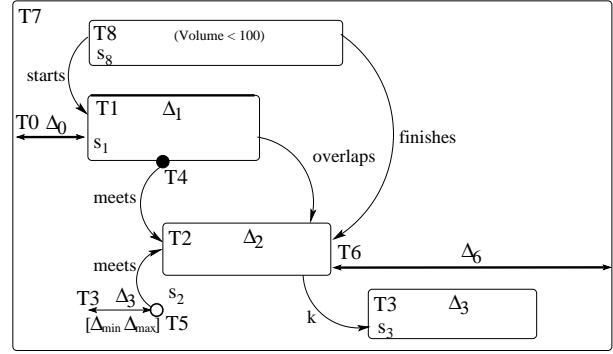 T7
T8 (Volume < 100)
s8
starts
T1 Δ1
T0 Δ0
s1
finishes
overlaps
T4
meets
T2 Δ2
T6 Δ6
meets
s2
T3 Δ3
[Δmin Δmax] T5
k
T3 Δ3
s3